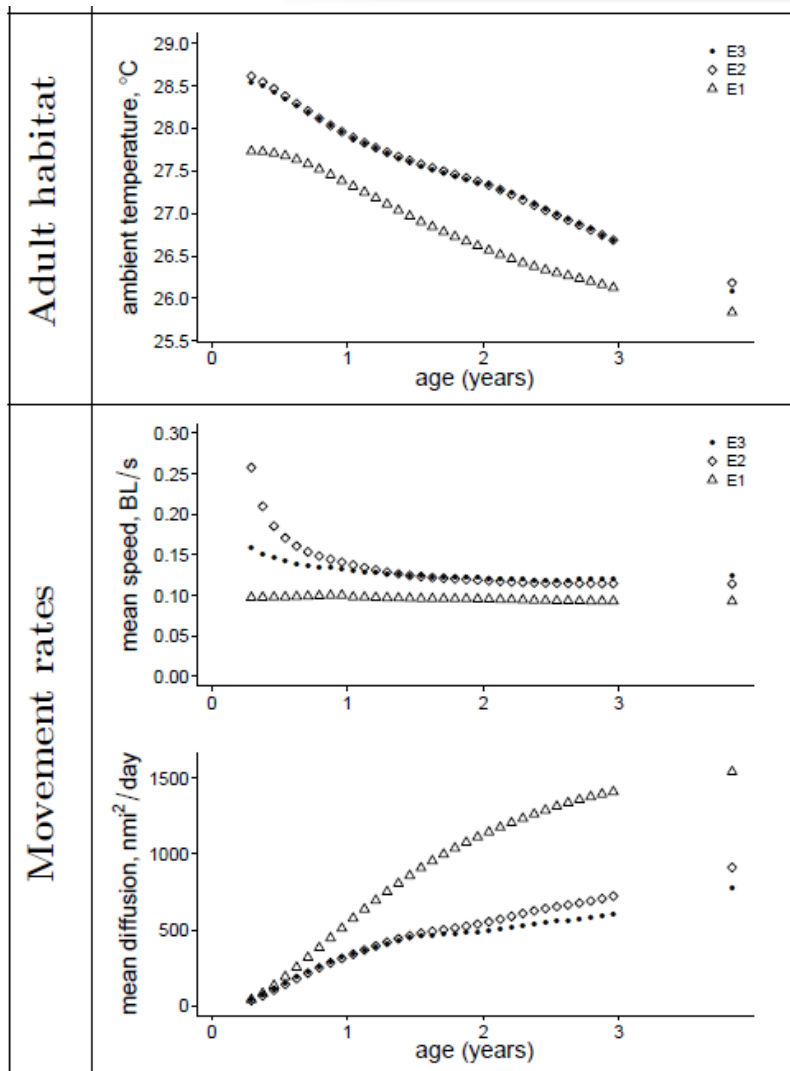 Adult habitat
ambient temperature, °C
29.0
28.5
28.0
27.5
27.0
26.5
26.0
25.5
E3
E2
E1
0 1 2 3
age (years)
Movement rates
mean speed, BL/s
0.30
0.25
0.20
0.15
0.10
0.05
0.00
E3
E2
E1
0 1 2 3
mean diffusion, nmi²/day
1500
1000
500
0
0 1 2 3
age (years)